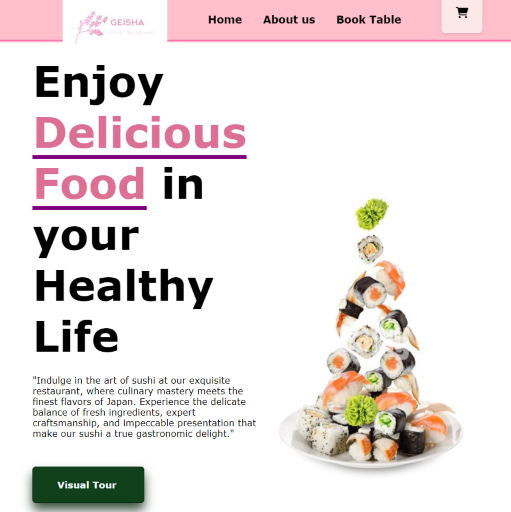 GEISHA
Home About us Book Table
Enjoy
Delicious
Food in
your
Healthy
Life
"Indulge in the art of sushi at our exquisite
restaurant, where culinary mastery meets the
finest flavors of Japan. Experience the delicate
balance of fresh ingredients, expert
craftsmanship, and impeccable presentation that
make our sushi a true gastronomic delight."
Visual Tour